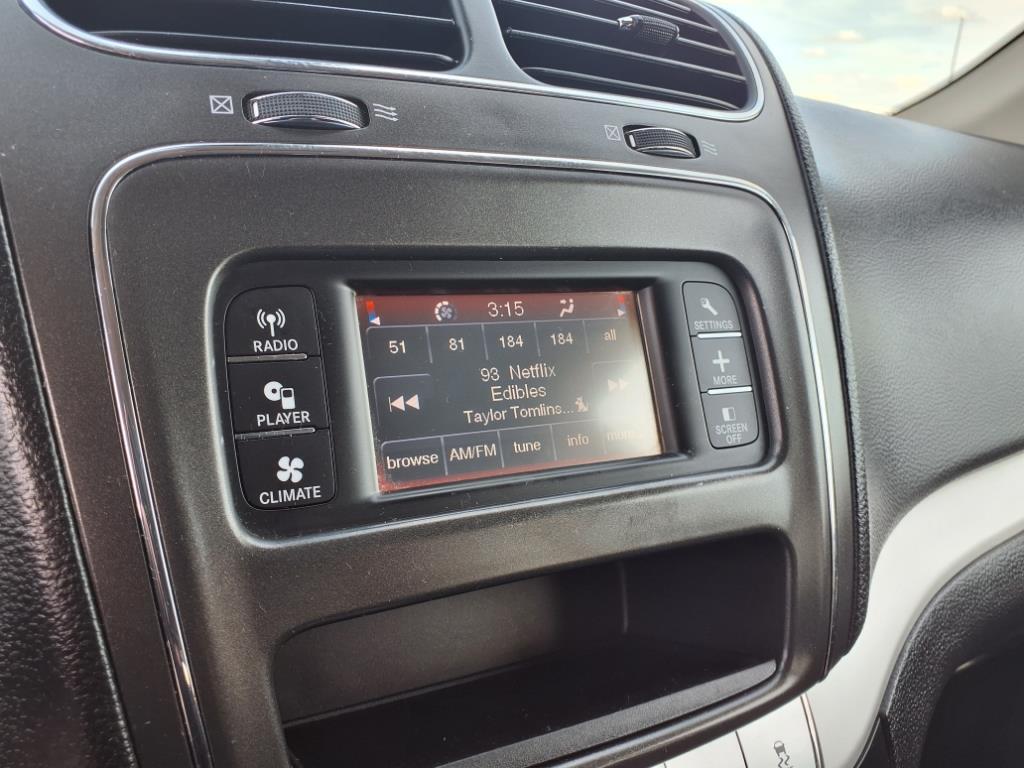 RADIO
PLAYER
CLIMATE
3:15
51 81 184 184 all
93 Netflix
Edibles
Taylor Tomlins...
browse AM/FM tune info more
SETTINGS
MORE
SCREEN
OFF